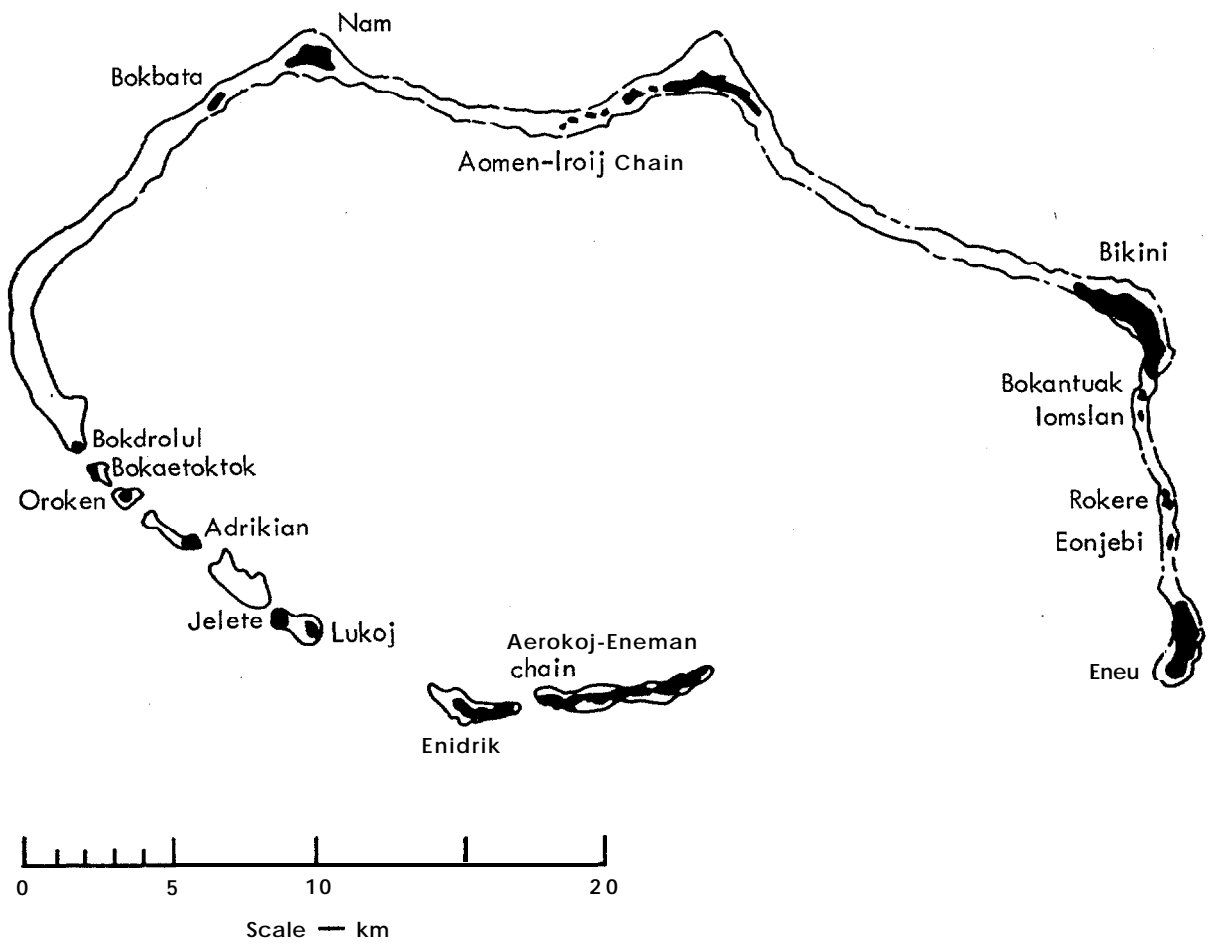 Nam
Bokbata
Aomen-Iroij Chain
Bikini
Bokantuak
Iomslan
Bokdrolul
Bokaetoktok
Oroken
Rokere
Adrikian
Eonjebi
Jelete
Lukoj
Aerokoj-Eneman
chain
Eneu
Enidrik
0 5 10 20
Scale — km